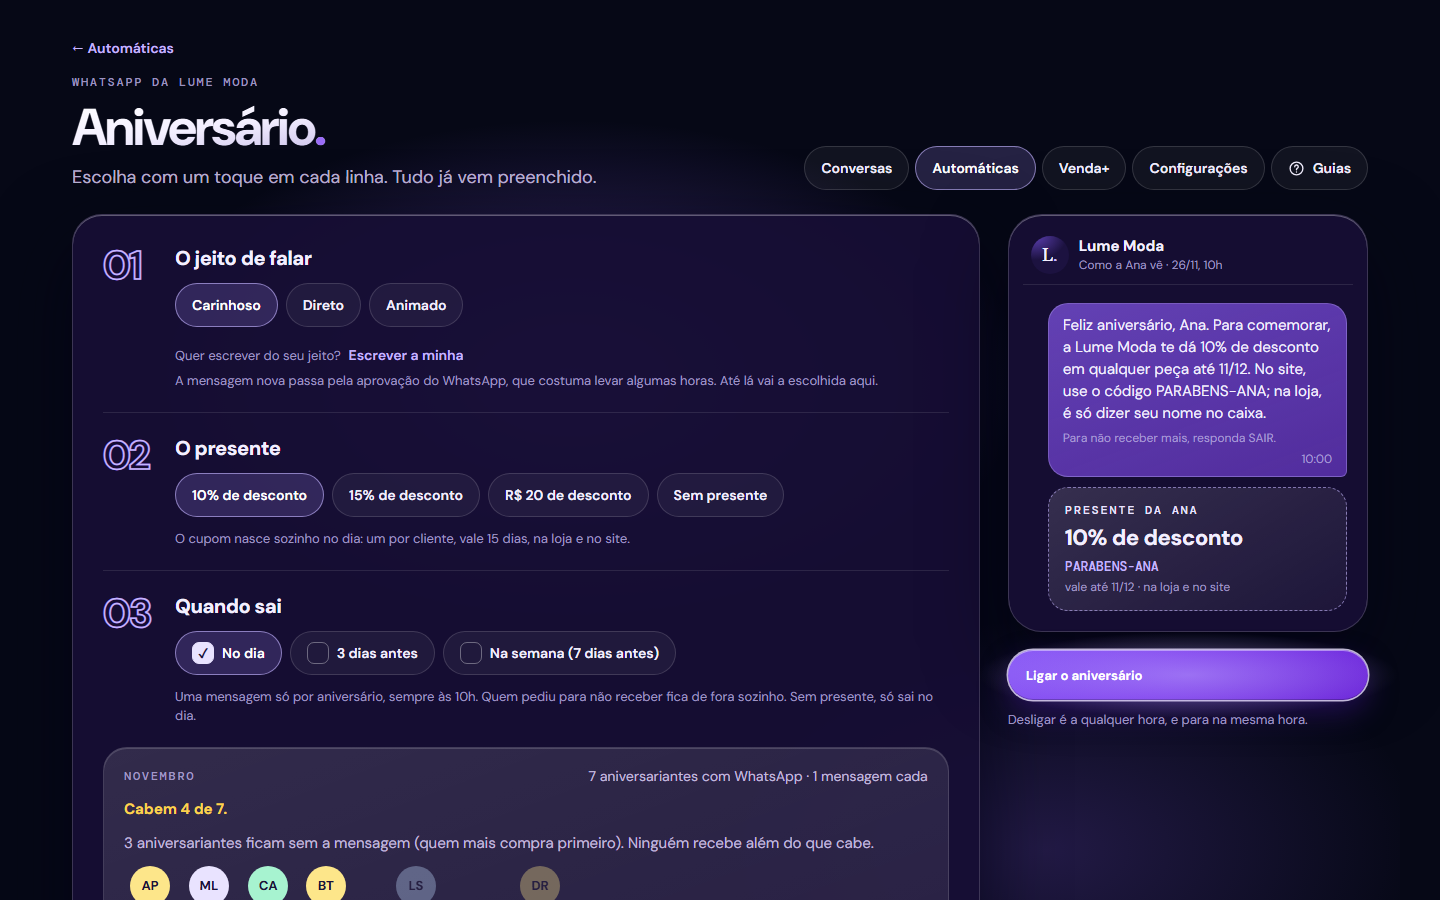 ← Automáticas
WHATSAPP DA LUME MODA
Aniversário.
Escolha com um toque em cada linha. Tudo já vem preenchido.
Conversas
Automáticas
Venda+
Configurações
Guias
01
O jeito de falar
Carinhoso
Direto
Animado
Quer escrever do seu jeito? Escrever a minha
A mensagem nova passa pela aprovação do WhatsApp, que costuma levar algumas horas. Até lá vai a escolhida aqui.
02
O presente
10% de desconto
15% de desconto
R$ 20 de desconto
Sem presente
O cupom nasce sozinho no dia: um por cliente, vale 15 dias, na loja e no site.
03
Quando sai
No dia
3 dias antes
Na semana (7 dias antes)
Uma mensagem só por aniversário, sempre às 10h. Quem pediu para não receber fica de fora sozinho. Sem presente, só sai no
dia.
NOVEMBRO
7 aniversariantes com WhatsApp · 1 mensagem cada
Cabem 4 de 7.
3 aniversariantes ficam sem a mensagem (quem mais compra primeiro). Ninguém recebe além do que cabe.
AP
ML
CA
BT
LS
DR
L.
Lume Moda
Como a Ana vê · 26/11, 10h
Feliz aniversário, Ana. Para comemorar,
a Lume Moda te dá 10% de desconto
em qualquer peça até 11/12. No site,
use o código PARABENS-ANA; na loja,
é só dizer seu nome no caixa.
Para não receber mais, responda SAIR.
10:00
PRESENTE DA ANA
10% de desconto
PARABENS-ANA
vale até 11/12 · na loja e no site
Ligar o aniversário
Desligar é a qualquer hora, e para na mesma hora.